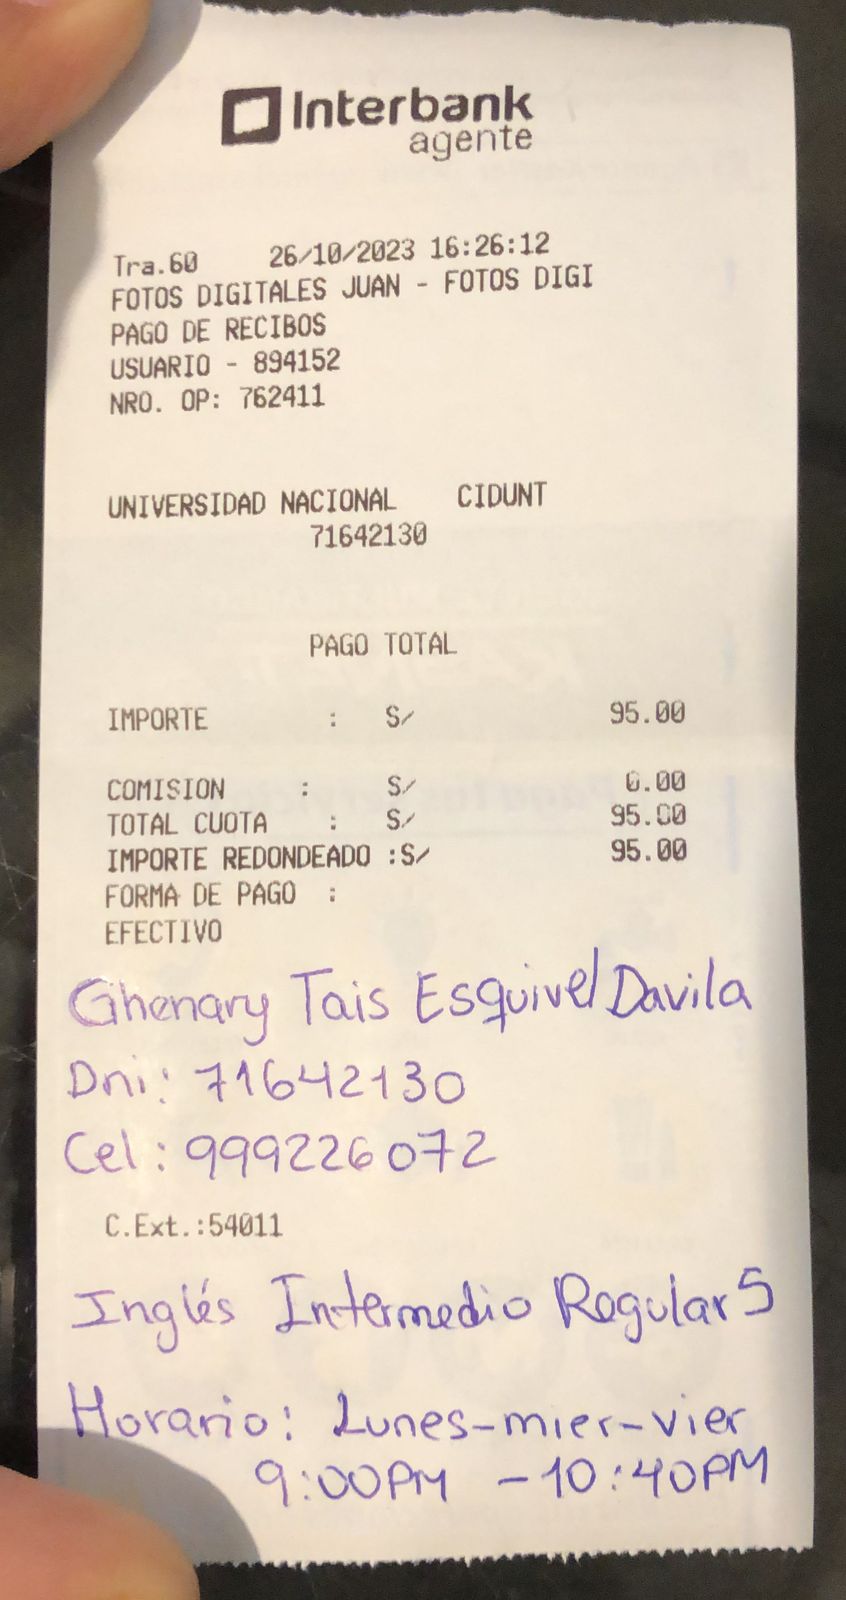 Interbank
agente
Tra.60 26/10/2023 16:26:12
FOTOS DIGITALES JUAN - FOTOS DIGI
PAGO DE RECIBOS
USUARIO - 894152
NRO. OP: 762411
UNIVERSIDAD NACIONAL CIDUNT
71642130
PAGO TOTAL
IMPORTE : S/ 95.00
COMISION : S/ 0.00
TOTAL CUOTA : S/ 95.00
IMPORTE REDONDEADO :S/ 95.00
FORMA DE PAGO :
EFECTIVO
Ghenary Tais Esquivel Davila
Dni: 71642130
Cel: 999226072
C.Ext.:54011
Inglés Intermedio Regular 5
Horario: Lunes-mier-vier
9:00PM - 10:40PM